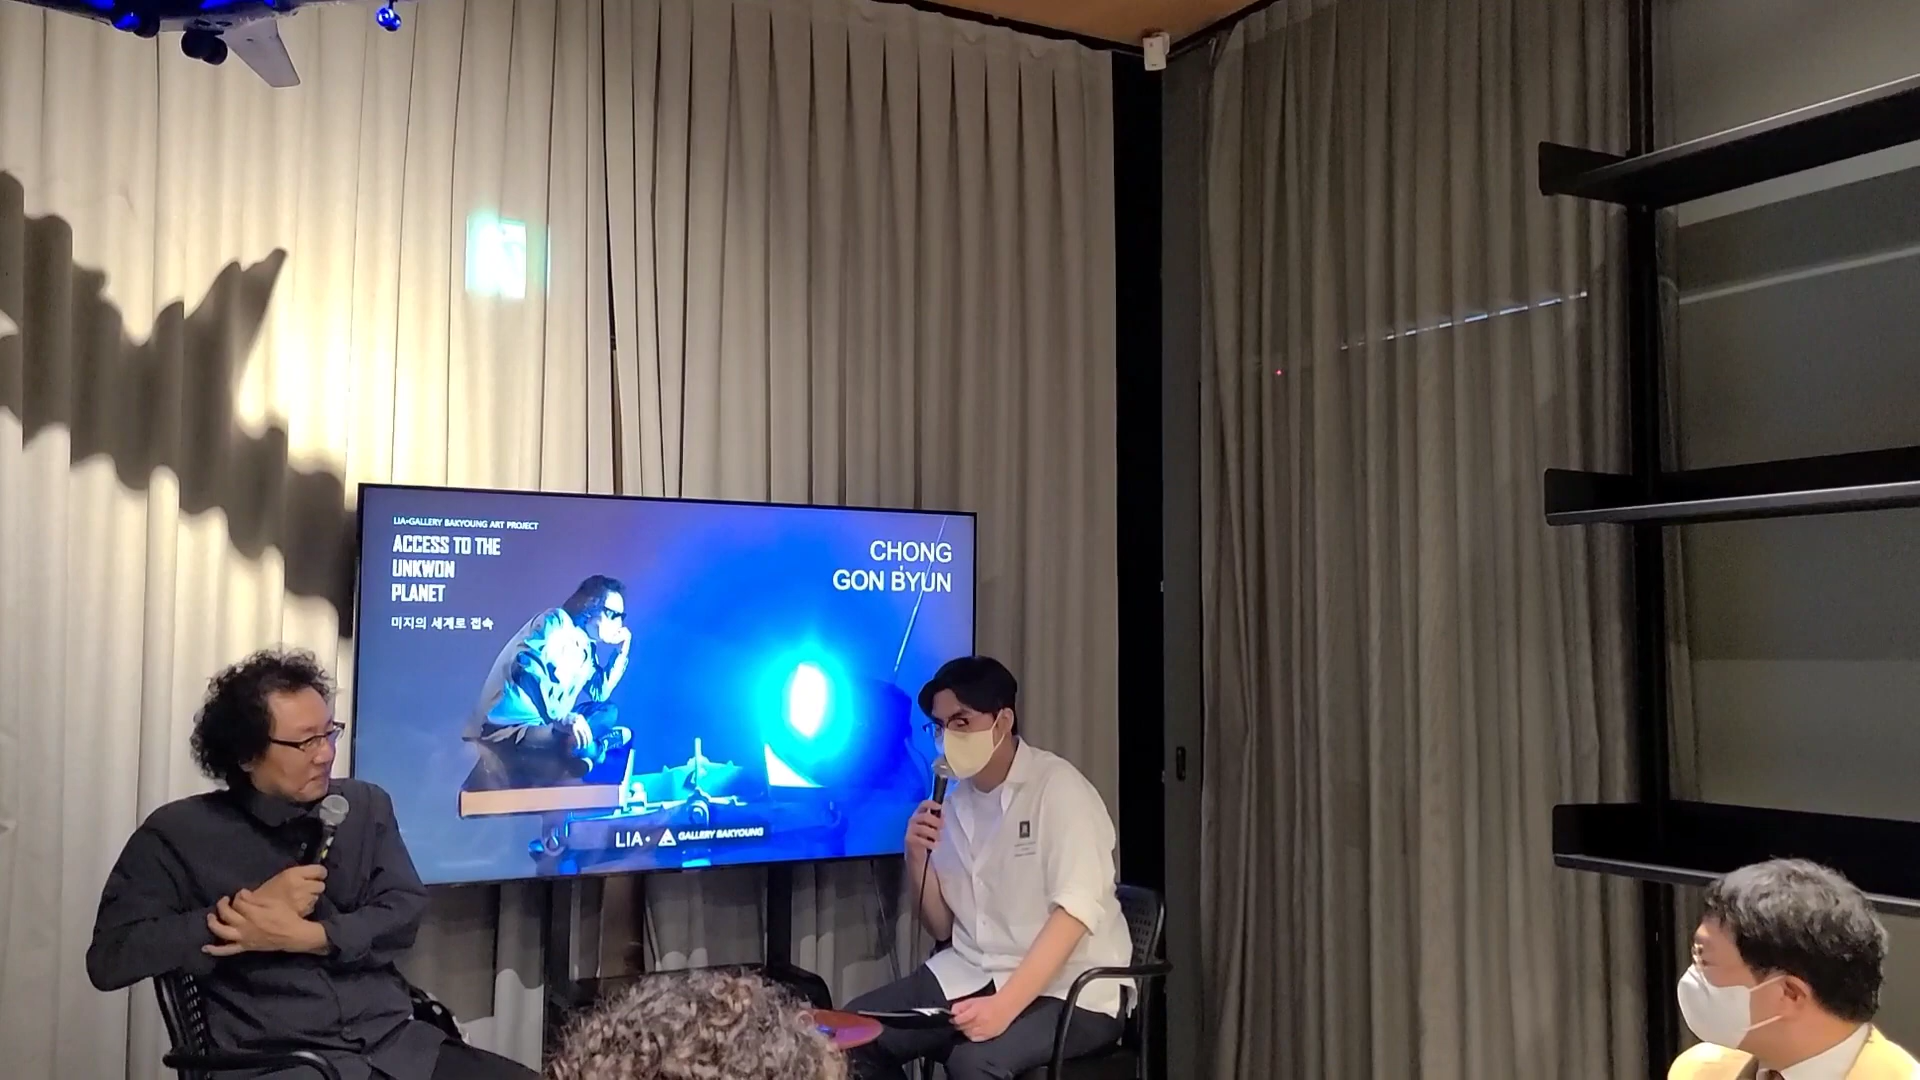 LIA•GALLERY BAKYOUNG ART PROJECT
ACCESS TO THE
UNKWON
PLANET
미지의 세계로 접속
CHONG
GON BYUN
LIA• GALLERY BAKYOUNG